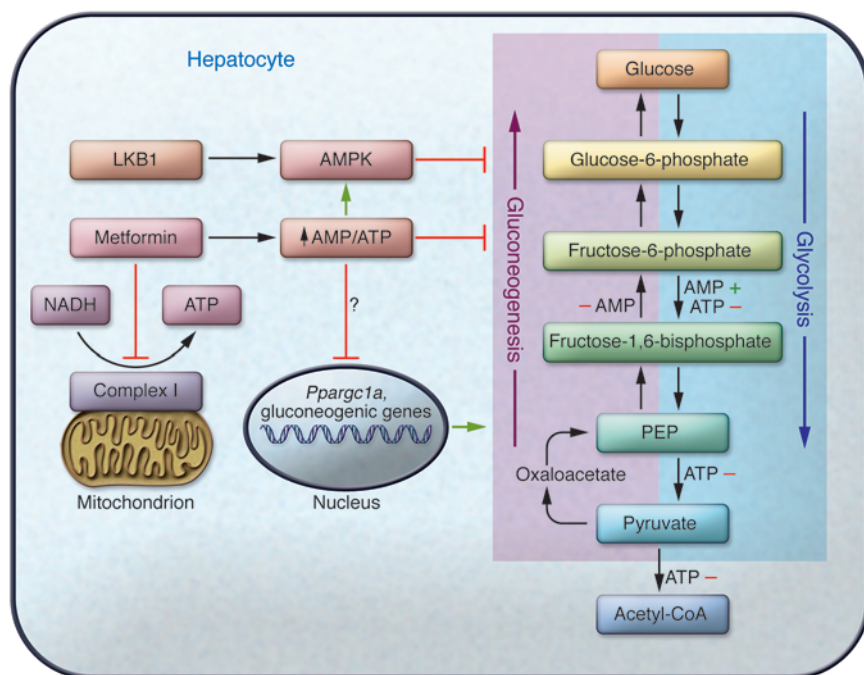 Hepatocyte
LKB1
AMPK
Metformin
AMP/ATP
?
NADH
ATP
Complex I
Mitochondrion
Ppargc1a,
gluconeogenic genes
Nucleus
Gluconeogenesis
Glucose
Glucose-6-phosphate
Fructose-6-phosphate
– AMP
AMP +
ATP –
Fructose-1,6-bisphosphate
PEP
Oxaloacetate
ATP –
Pyruvate
ATP –
Acetyl-CoA
Glycolysis